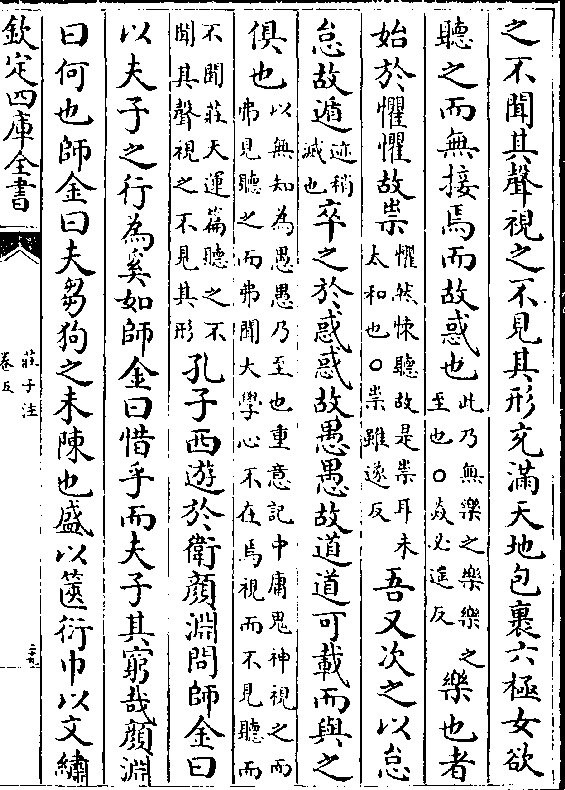 之不聞其聲視之不見其形充滿天地包裹六極女欲
聽之而無接焉而故惑也此乃無樂之樂樂之
至也○焱必遥反樂也者
始於懼懼故祟懼然悚聽故是祟耳未
太和也○祟雖遂反吾又次之以怠
怠故遁迹稍
滅也卒之於惑惑故愚愚故道道可載而與之
俱也以無知為愚愚乃至也重意記中庸鬼神視之而
弗見聽之而弗聞大學心不在焉視而不見聽而
不聞莊天運篇聽之不
聞其聲視之不見其形孔子西遊於衛顔淵問師金曰
以夫子之行為奚如師金曰惜乎而夫子其窮哉顔淵
曰何也師金曰夫芻狗之未陳也盛以篋衍巾以文繡
欽定四庫全書
莊子注
卷五